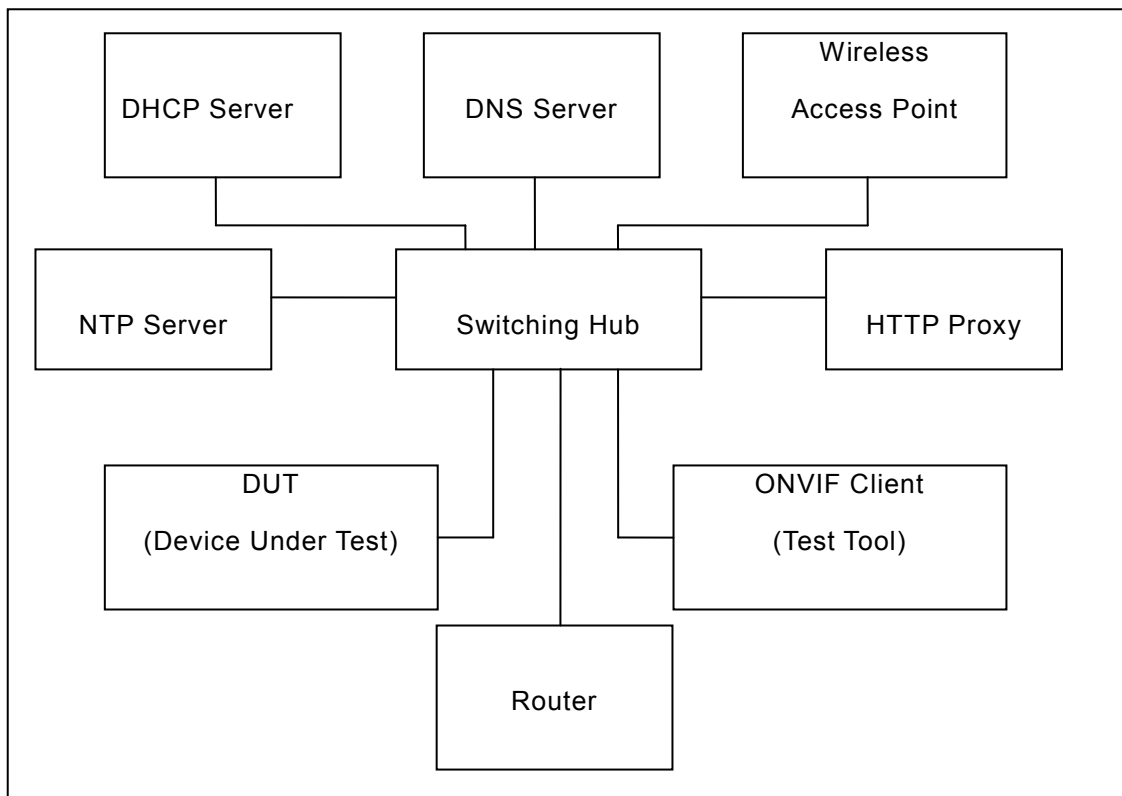 DHCP Server
DNS Server
Wireless
Access Point
NTP Server
Switching Hub
HTTP Proxy
DUT
(Device Under Test)
ONVIF Client
(Test Tool)
Router